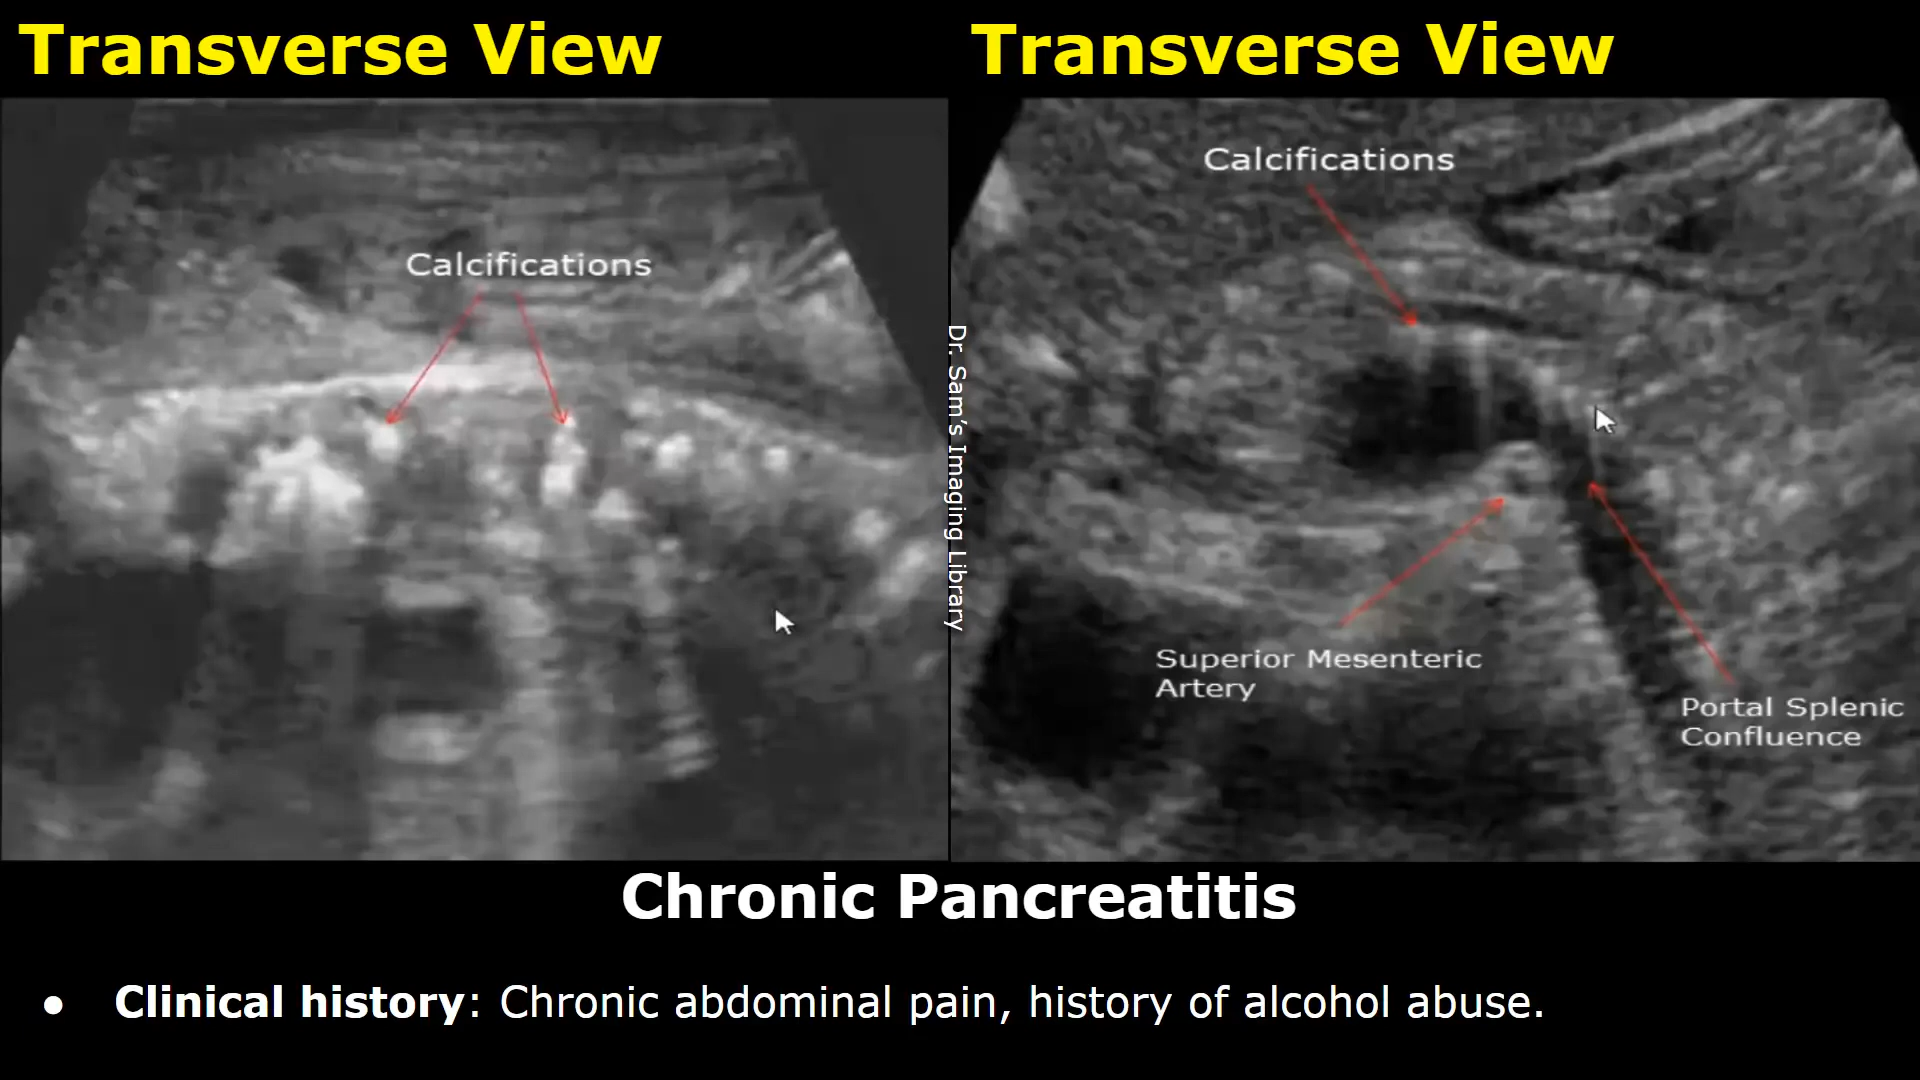 Transverse View
Transverse View
Calcifications
Calcifications
Dr. Sam's Imaging Library
Superior Mesenteric
Artery
Portal Splenic
Confluence
Chronic Pancreatitis
● Clinical history: Chronic abdominal pain, history of alcohol abuse.